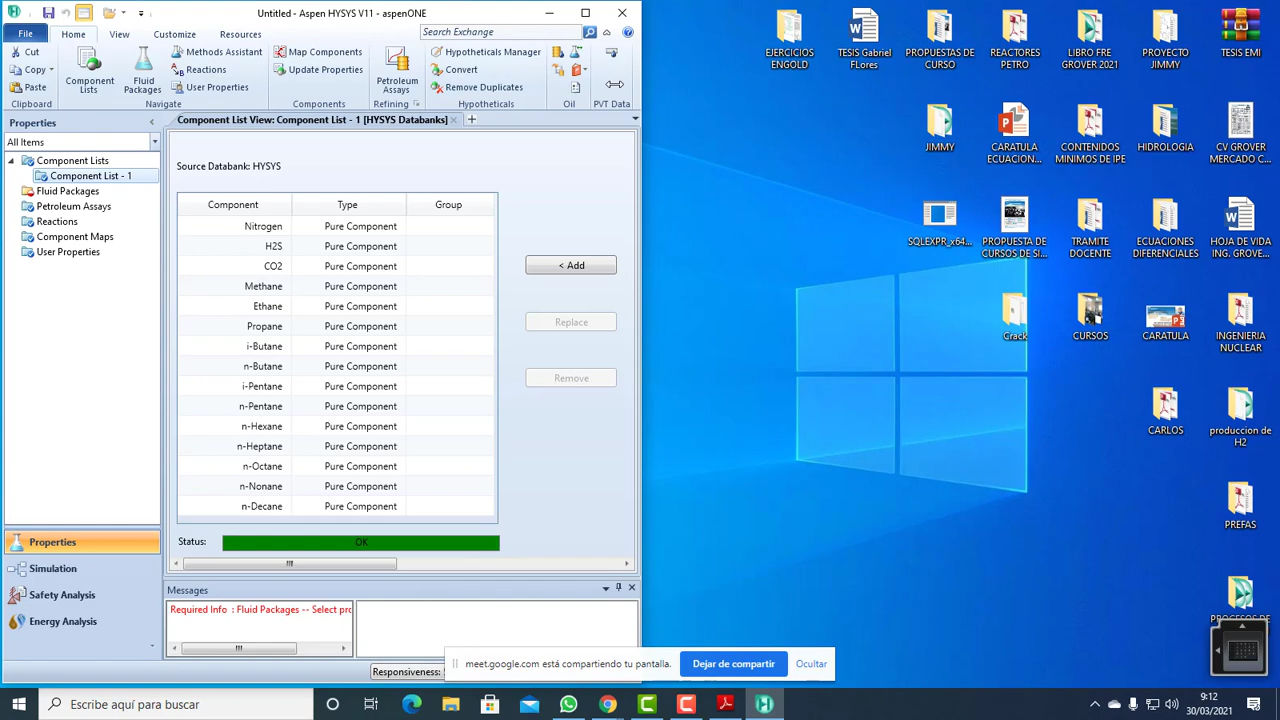 Untitled - Aspen HYSYS V11 - aspenONE
File
Home
View
Customize
Resources
Search Exchange
Cut
Copy
Paste
Clipboard
Component
Lists
Fluid
Packages
Methods Assistant
Reactions
User Properties
Navigate
Map Components
Update Properties
Components
Petroleum
Assays
Refining
Hypotheticals Manager
Convert
Remove Duplicates
Hypotheticals
Oil
PVT Data
Properties
All Items
Component Lists
Component List - 1
Fluid Packages
Petroleum Assays
Reactions
Component Maps
User Properties
Properties
Simulation
Safety Analysis
Energy Analysis
Component List View: Component List - 1 [HYSYS Databanks]
Source Databank: HYSYS
Component Type Group
Nitrogen Pure Component
H2S Pure Component
CO2 Pure Component
Methane Pure Component
Ethane Pure Component
Propane Pure Component
i-Butane Pure Component
n-Butane Pure Component
i-Pentane Pure Component
n-Pentane Pure Component
n-Hexane Pure Component
n-Heptane Pure Component
n-Octane Pure Component
n-Nonane Pure Component
n-Decane Pure Component
< Add
Replace
Remove
Status: OK
Messages
Required Info : Fluid Packages -- Select pro
Responsiveness:
meet.google.com está compartiendo tu pantalla.
Dejar de compartir
Ocultar
EJERCICIOS
ENGOLD
TESIS Gabriel
FLores
PROPUESTAS DE
CURSO
REACTORES
PETRO
LIBRO FRE
GROVER 2021
PROYECTO
JIMMY
TESIS EMI
JIMMY
CARATULA
ECUACION...
CONTENIDOS
MINIMOS DE IPE
HIDROLOGIA
CV GROVER
MERCADO C...
SQLEXPR_x64...
PROPUESTA DE
CURSOS DE SI...
TRAMITE
DOCENTE
ECUACIONES
DIFERENCIALES
HOJA DE VIDA
ING. GROVE...
Crack
CURSOS
CARATULA
INGENIERIA
NUCLEAR
CARLOS
produccion de
H2
PREFAS
PROCESOS DE
Escribe aquí para buscar
9:12
30/03/2021